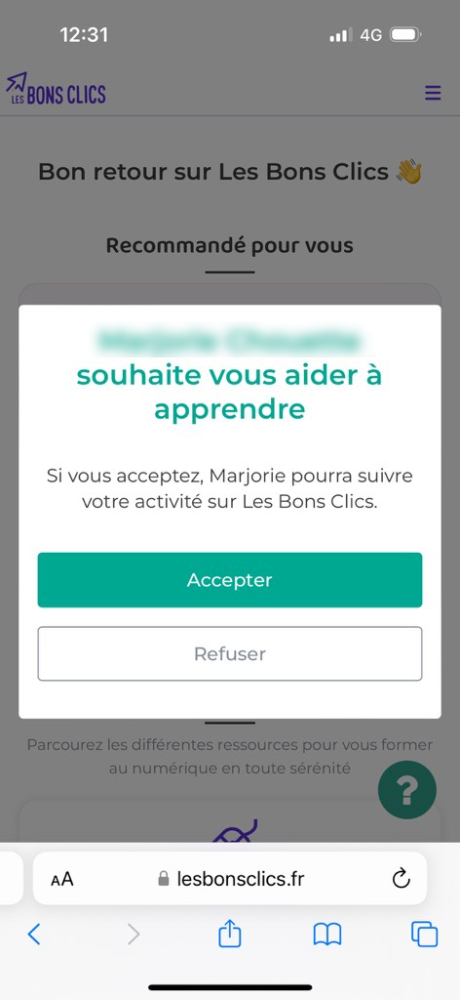 12:31
4G
LES BONS CLICS
Bon retour sur Les Bons Clics 👋
Recommandé pour vous
souhaite vous aider à
apprendre
Si vous acceptez, Marjorie pourra suivre
votre activité sur Les Bons Clics.
Accepter
Refuser
Parcourez les différentes ressources pour vous former
au numérique en toute sérénité
?
AA lesbonsclics.fr